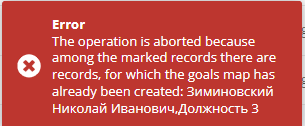 Error
The operation is aborted because
among the marked records there are
records, for which the goals map has
already been created: Зиминовский
Николай Иванович,Должность 3